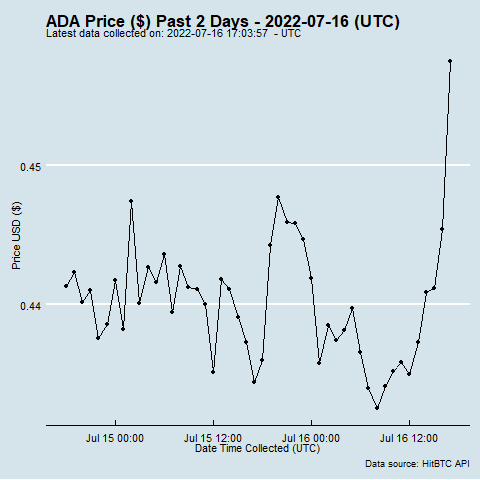 ADA Price ($) Past 2 Days - 2022-07-16 (UTC)
Latest data collected on: 2022-07-16 17:03:57 - UTC
0.45
Price USD ($)
0.44
Jul 15 00:00 Jul 15 12:00 Jul 16 00:00 Jul 16 12:00
Date Time Collected (UTC)
Data source: HitBTC API